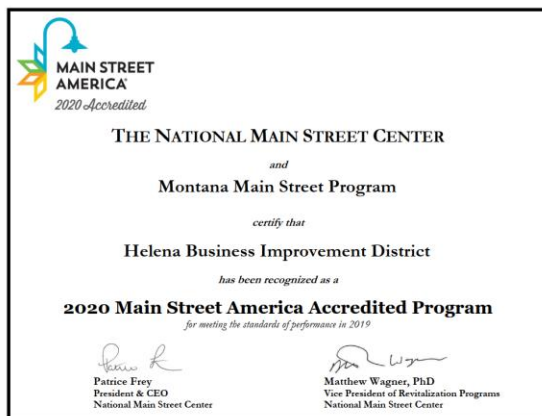 MAIN STREET
AMERICA
2020 Accredited
THE NATIONAL MAIN STREET CENTER
and
Montana Main Street Program
certify that
Helena Business Improvement District
has been recognized as a
2020 Main Street America Accredited Program
for meeting the standards of performance in 2019
Patrice Frey
President & CEO
National Main Street Center
Matthew Wagner, PhD
Vice President of Revitalization Programs
National Main Street Center